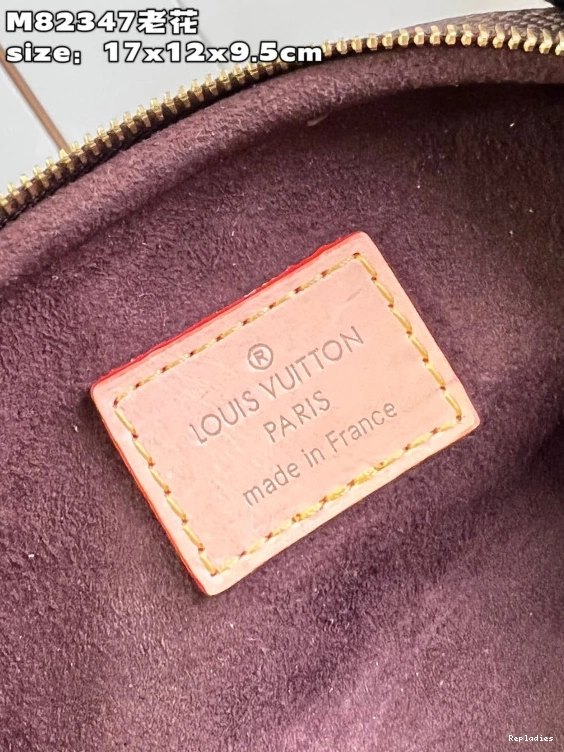 M82347老花
size：17x12x9.5cm
®
LOUIS VUITTON
PARIS
made in France
Repladies